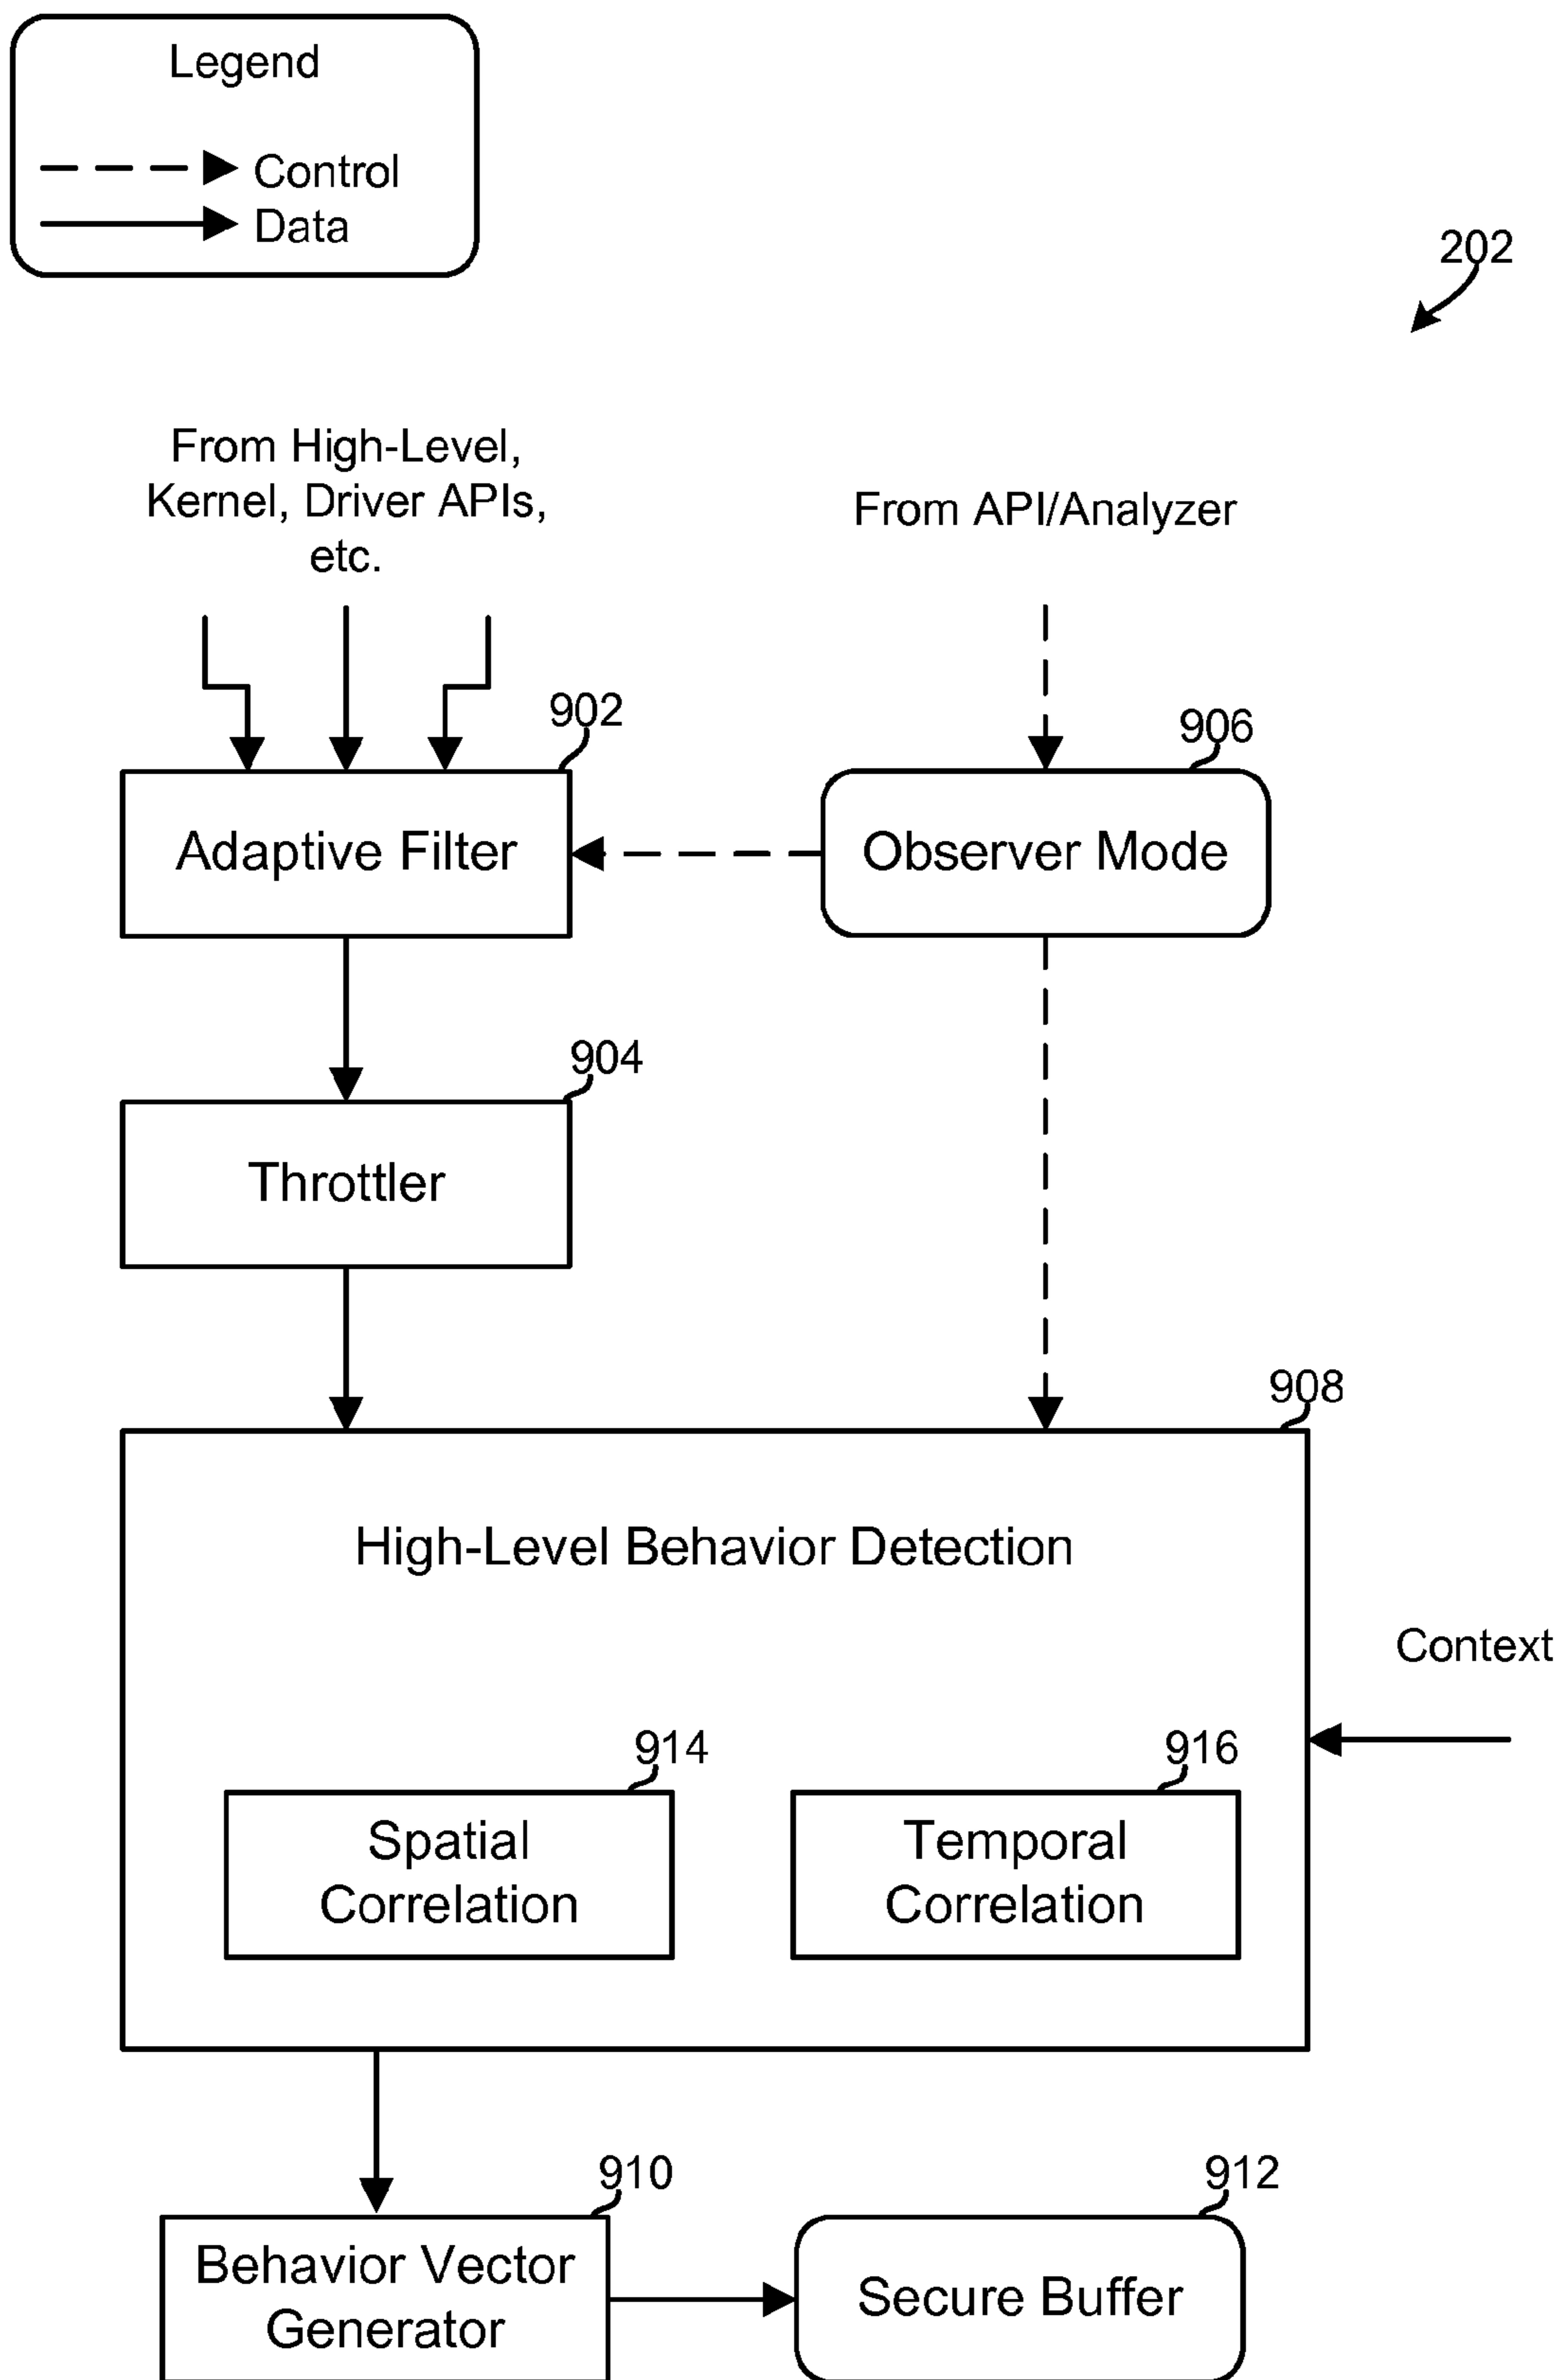 Legend
Control
Data
202
From High-Level,
Kernel, Driver APIs,
etc.
From API/Analyzer
902
906
Adaptive Filter
Observer Mode
904
Throttler
908
High-Level Behavior Detection
Context
914
916
Spatial
Correlation
Temporal
Correlation
910
912
Behavior Vector
Generator
Secure Buffer